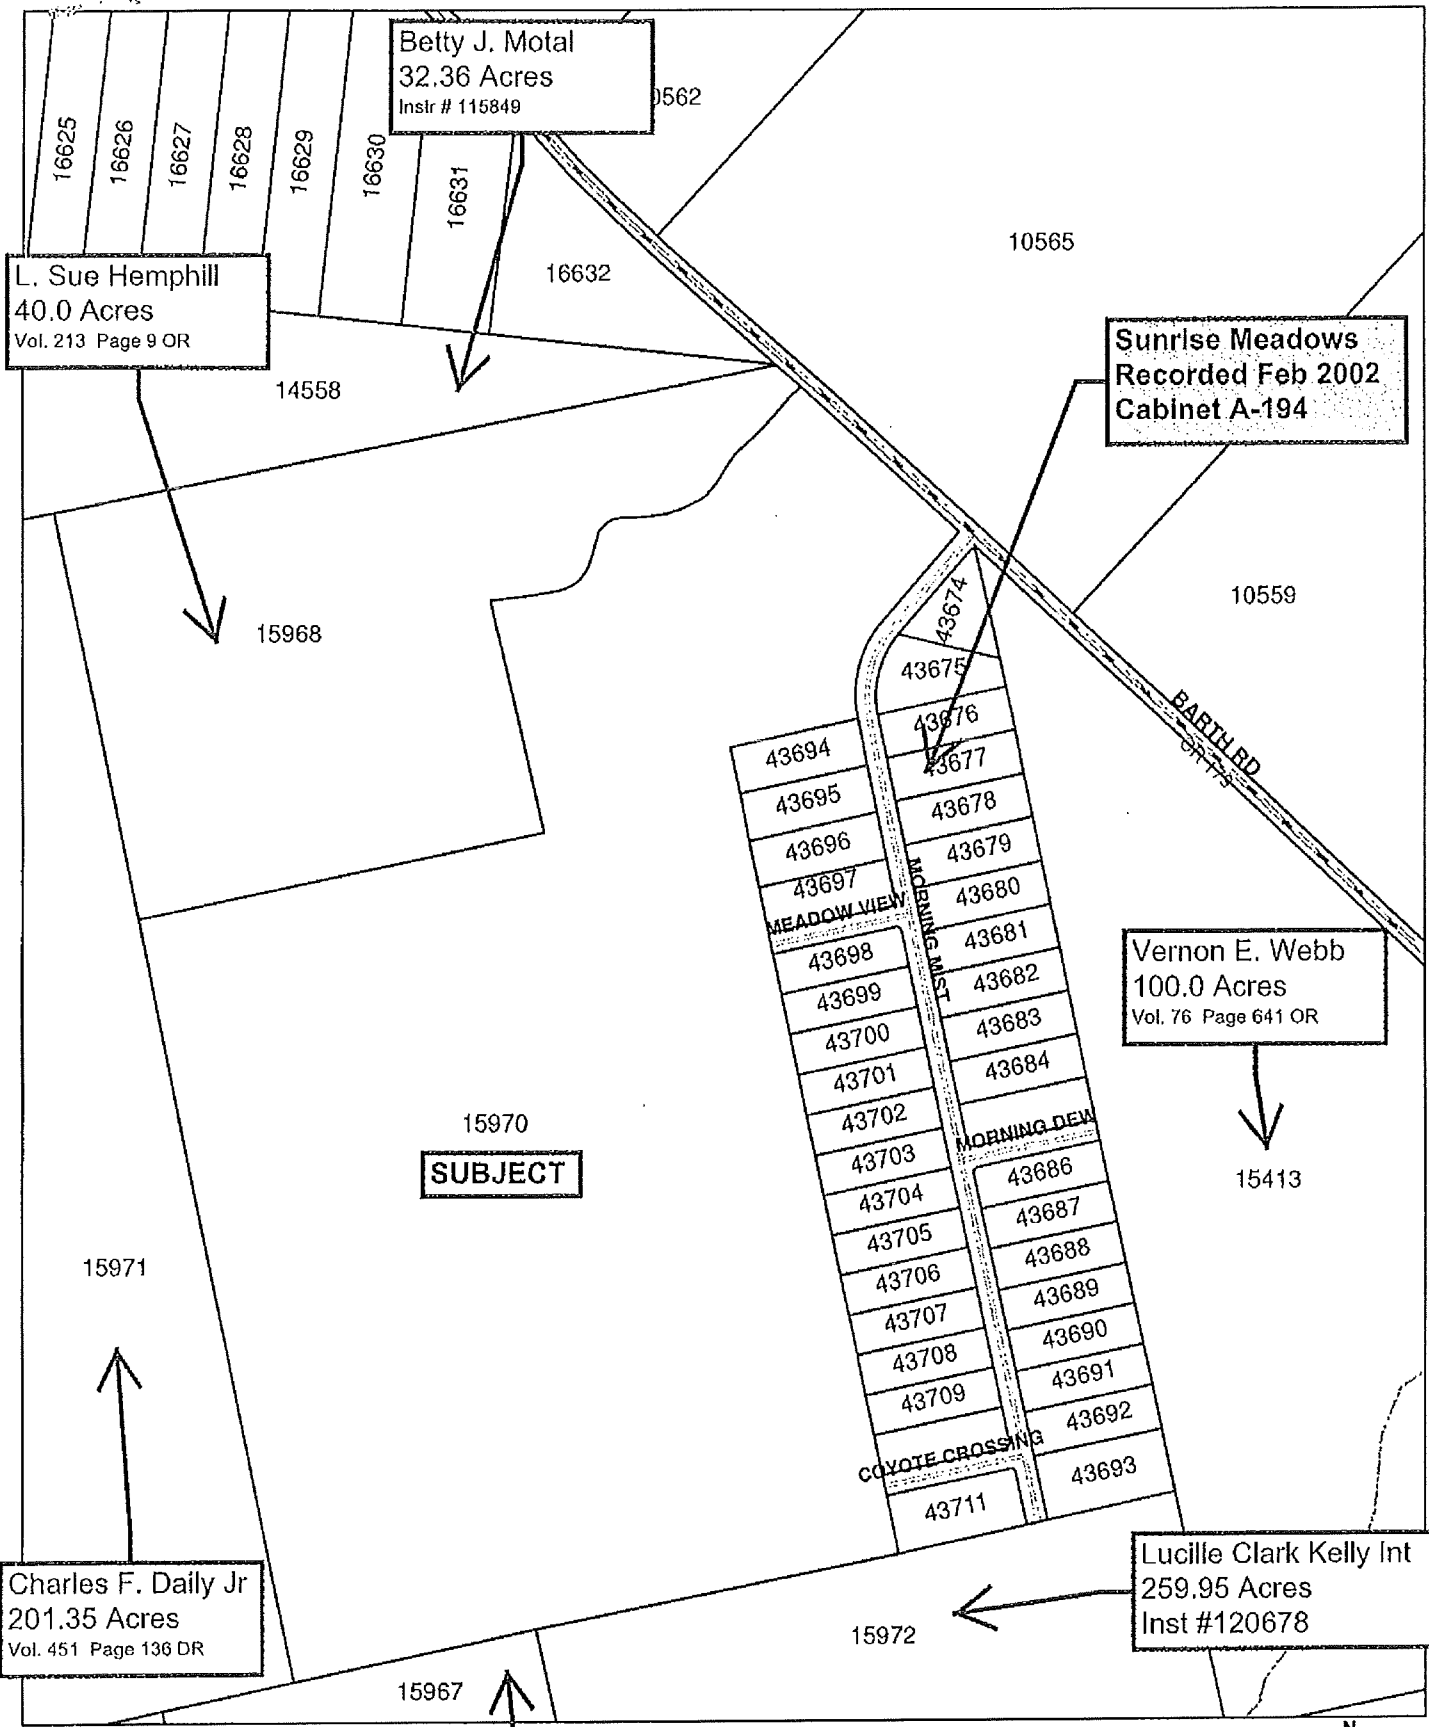 Betty J. Motal
32.36 Acres
Instr # 115849
0562
16625
16626
16627
16628
16629
16630
16631
16632
10565
L. Sue Hemphill
40.0 Acres
Vol. 213 Page 9 OR
14558
Sunrise Meadows
Recorded Feb 2002
Cabinet A-194
15968
10559
43674
43675
43676
43677
43678
43679
43680
43681
43682
43683
43684
43694
43695
43696
43697
BARTH RD
CR 179
MEADOW VIEW
MORNING MIST
43698
43699
43700
43701
43702
43703
43704
43705
43706
43707
43708
43709
Vernon E. Webb
100.0 Acres
Vol. 76 Page 641 OR
15413
MORNING DEW
43686
43687
43688
43689
43690
43691
43692
43693
15970
SUBJECT
15971
COYOTE CROSSING
43711
Charles F. Daily Jr
201.35 Acres
Vol. 451 Page 136 DR
Lucille Clark Kelly Int
259.95 Acres
Inst #120678
15972
15967
N